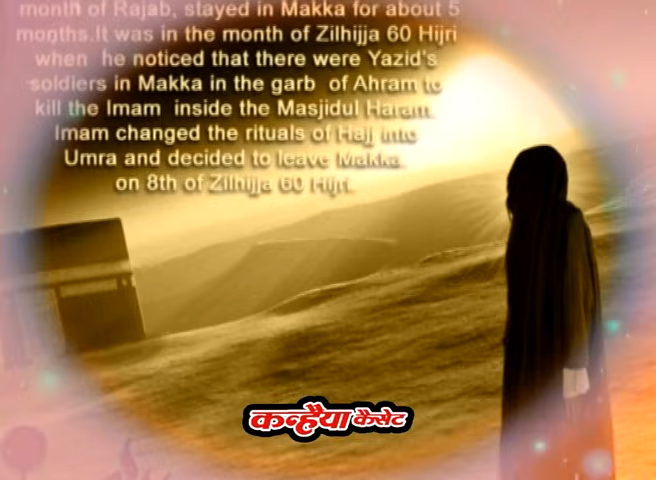 month of Rajab, stayed in Makka for about 5
months.It was in the month of Zilhijja 60 Hijri
when he noticed that there were Yazid's
soldiers in Makka in the garb of Ahram to
kill the Imam inside the Masjidul Haram.
Imam changed the rituals of Hajj into
Umra and decided to leave Makka.
on 8th of Zilhijja 60 Hijri.
कन्हैया कैसेट